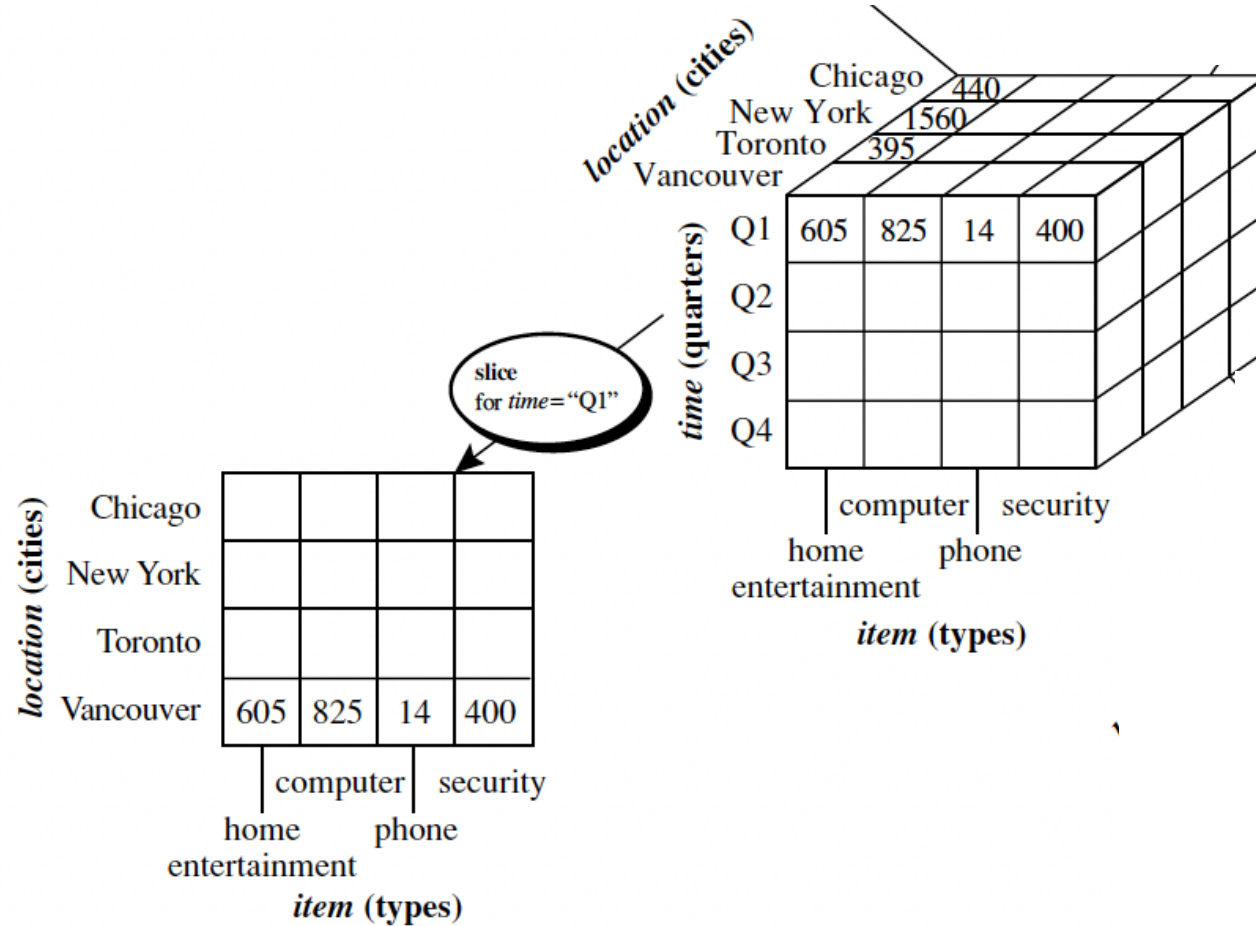 location (cities)
Chicago
440
New York
1560
Toronto
395
Vancouver
time (quarters)
Q1 605 825 14 400
Q2
Q3
Q4
computer security
home phone
entertainment
item (types)
slice
for time=“Q1”
location (cities)
Chicago
New York
Toronto
Vancouver 605 825 14 400
computer security
home phone
entertainment
item (types)